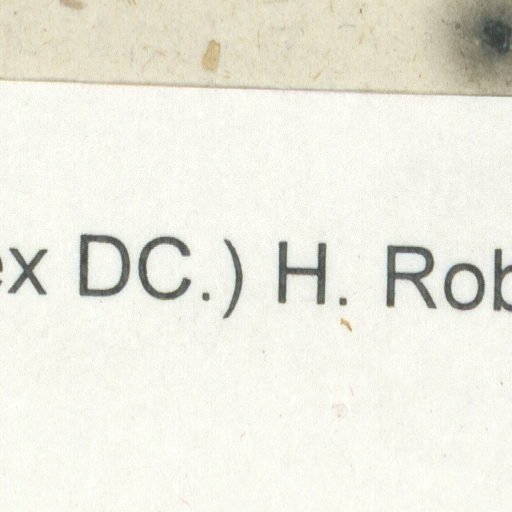 ex DC.) H. Rob